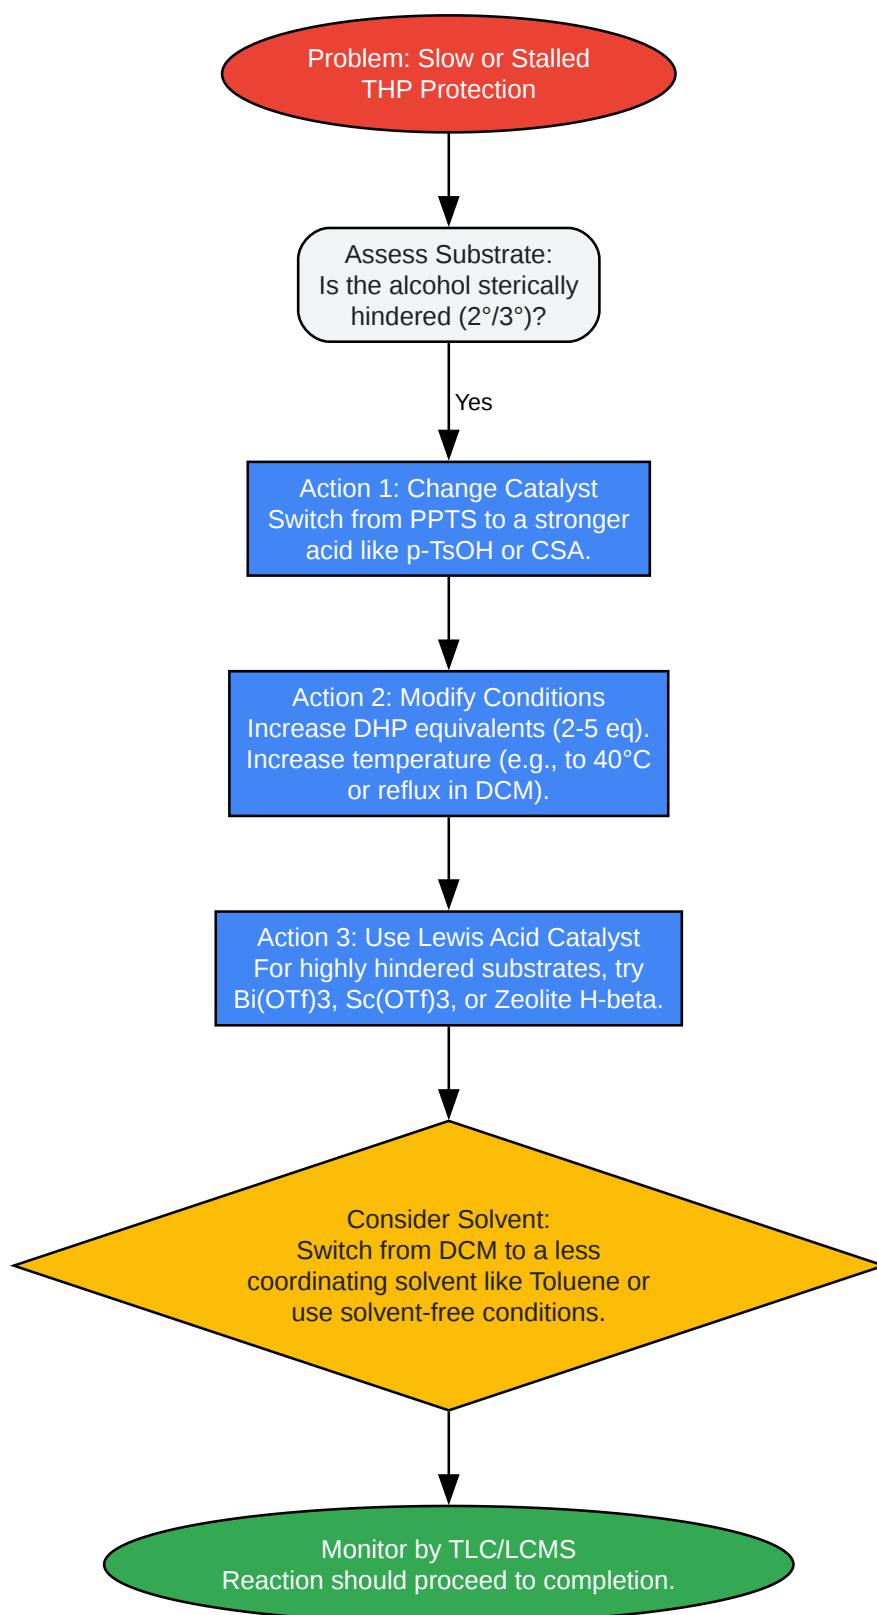 Problem: Slow or Stalled
THP Protection
Assess Substrate:
Is the alcohol sterically
hindered (2°/3°)?
Yes
Action 1: Change Catalyst
Switch from PPTS to a stronger
acid like p-TsOH or CSA.
Action 2: Modify Conditions
Increase DHP equivalents (2-5 eq).
Increase temperature (e.g., to 40°C
or reflux in DCM).
Action 3: Use Lewis Acid Catalyst
For highly hindered substrates, try
Bi(OTf)3, Sc(OTf)3, or Zeolite H-beta.
Consider Solvent:
Switch from DCM to a less
coordinating solvent like Toluene or
use solvent-free conditions.
Monitor by TLC/LCMS
Reaction should proceed to completion.